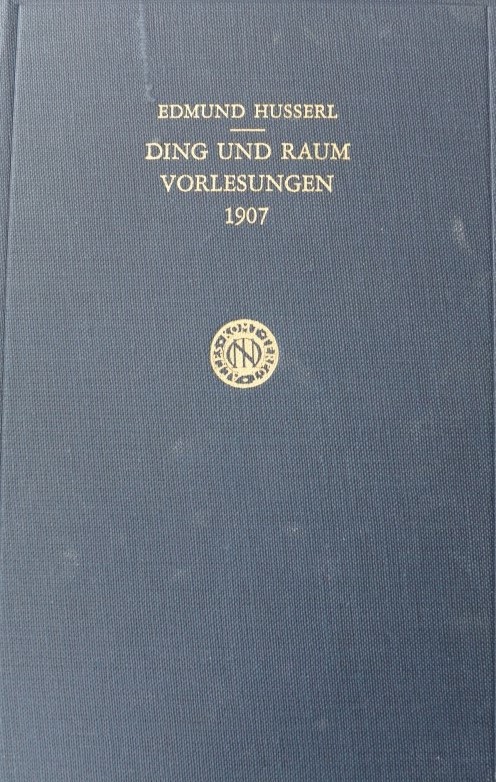 EDMUND HUSSERL
DING UND RAUM
VORLESUNGEN
1907